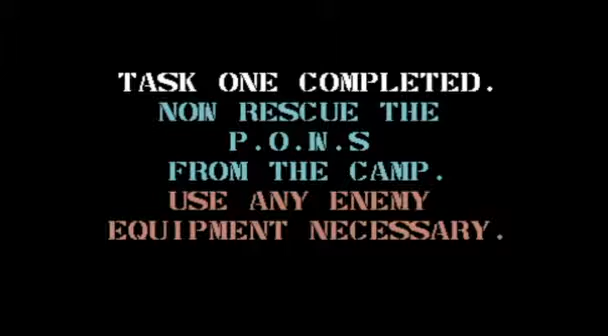 TASK ONE COMPLETED.
NOW RESCUE THE
P.O.W.S
FROM THE CAMP.
USE ANY ENEMY
EQUIPMENT NECESSARY.